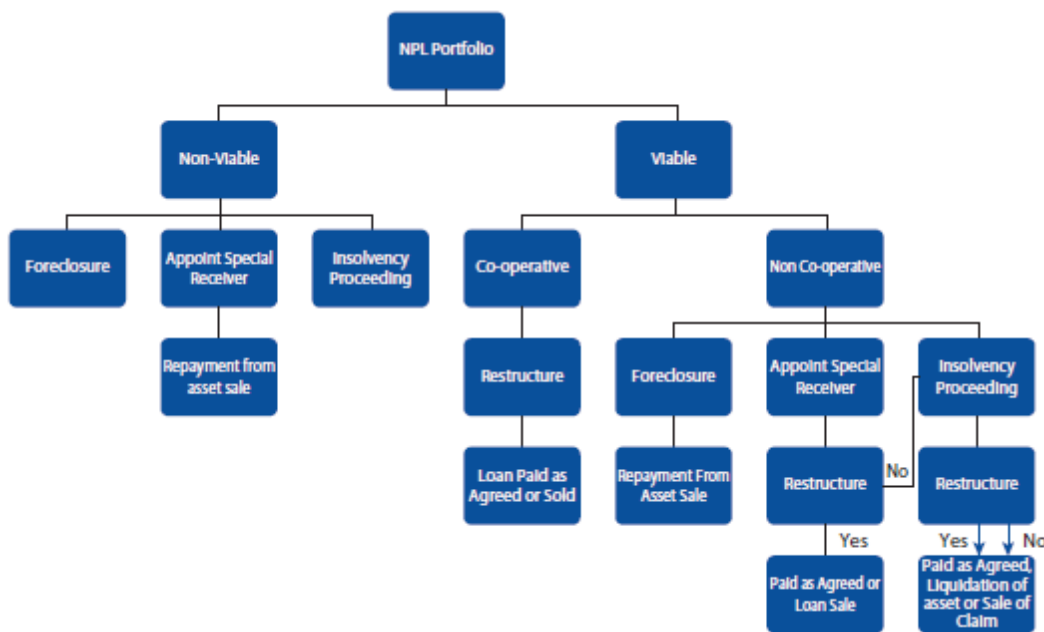 NPL Portfolio
Non-Viable
Viable
Foreclosure
Appoint Special
Receiver
Insolvency
Proceeding
Co-operative
Non Co-operative
Repayment from
asset sale
Restructure
Foreclosure
Appoint Special
Receiver
Insolvency
Proceeding
Loan Paid as
Agreed or Sold
Repayment From
Asset Sale
Restructure
No
Restructure
Yes
Yes
No
Paid as Agreed or
Loan Sale
Paid as Agreed,
Liquidation of
asset or Sale of
Claim